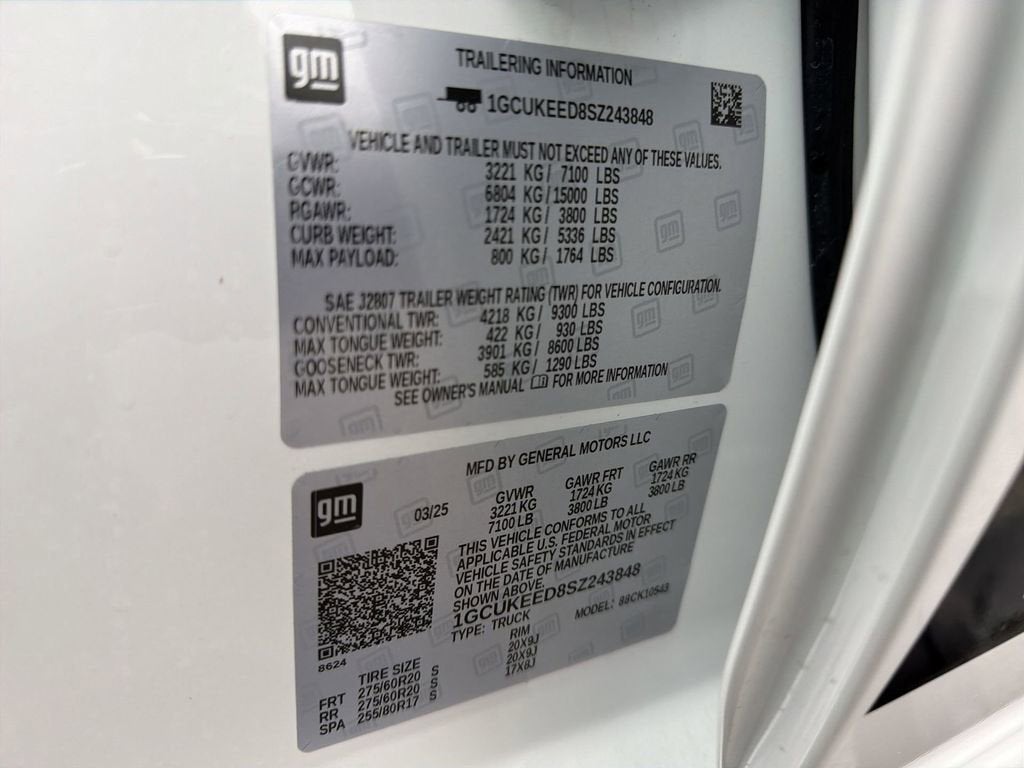 gm
TRAILERING INFORMATION
1GCUKEED8SZ243848
VEHICLE AND TRAILER MUST NOT EXCEED ANY OF THESE VALUES.
GVWR: 3221 KG/ 7100 LBS
GCWR: 6804 KG/ 15000 LBS
RGAWR: 1724 KG/ 3800 LBS
CURB WEIGHT: 2421 KG/ 5336 LBS
MAX PAYLOAD: 800 KG/ 1764 LBS
SAE J2807 TRAILER WEIGHT RATING (TWR) FOR VEHICLE CONFIGURATION.
CONVENTIONAL TWR: 4218 KG/ 9300 LBS
MAX TONGUE WEIGHT: 422 KG/ 930 LBS
GOOSENECK TWR: 3901 KG/ 8600 LBS
MAX TONGUE WEIGHT: 585 KG/ 1290 LBS
SEE OWNER'S MANUAL FOR MORE INFORMATION
MFD BY GENERAL MOTORS LLC
gm
03/25
GVWR GAWR FRT GAWR RR
3221 KG 1724 KG 1724 KG
7100 LB 3800 LB 3800 LB
THIS VEHICLE CONFORMS TO ALL
APPLICABLE U.S. FEDERAL MOTOR
VEHICLE SAFETY STANDARDS IN EFFECT
ON THE DATE OF MANUFACTURE
SHOWN ABOVE.
1GCUKEED8SZ243848
TYPE: TRUCK MODEL: 88CK10543
8624
TIRE SIZE RIM
FRT 275/60R20 S 20X9J
RR 275/60R20 S 20X9J
SPA 255/80R17 S 17X8J